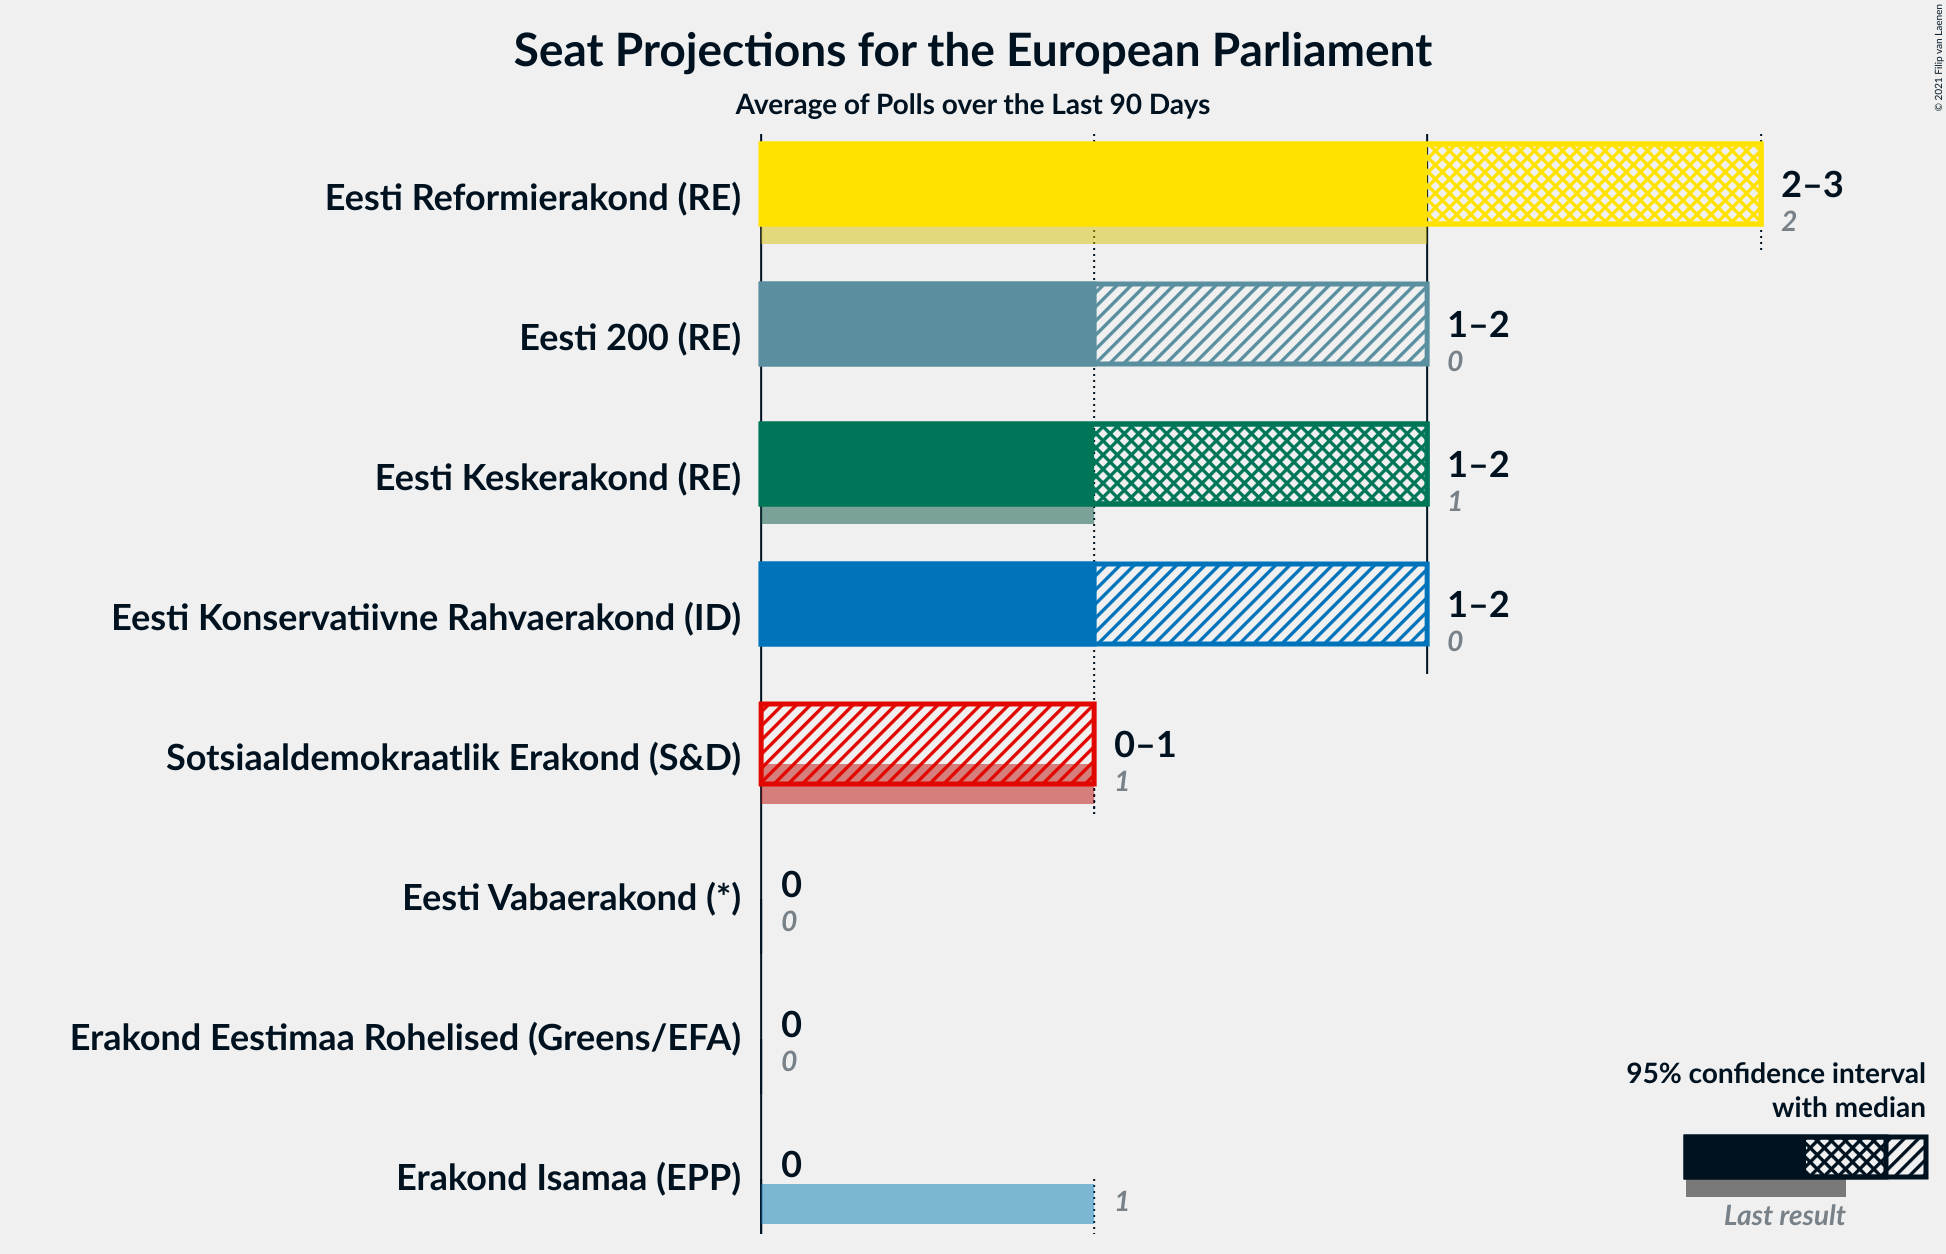 Seat Projections for the European Parliament
Average of Polls over the Last 90 Days
© 2021 Filip van Laenen
Eesti Reformierakond (RE)
2–3
2
Eesti 200 (RE)
1–2
0
Eesti Keskerakond (RE)
1–2
1
Eesti Konservatiivne Rahvaerakond (ID)
1–2
0
Sotsiaaldemokraatlik Erakond (S&D)
0–1
1
Eesti Vabaerakond (*)
0
0
Erakond Eestimaa Rohelised (Greens/EFA)
0
0
Erakond Isamaa (EPP)
0
1
95% confidence interval
with median
Last result